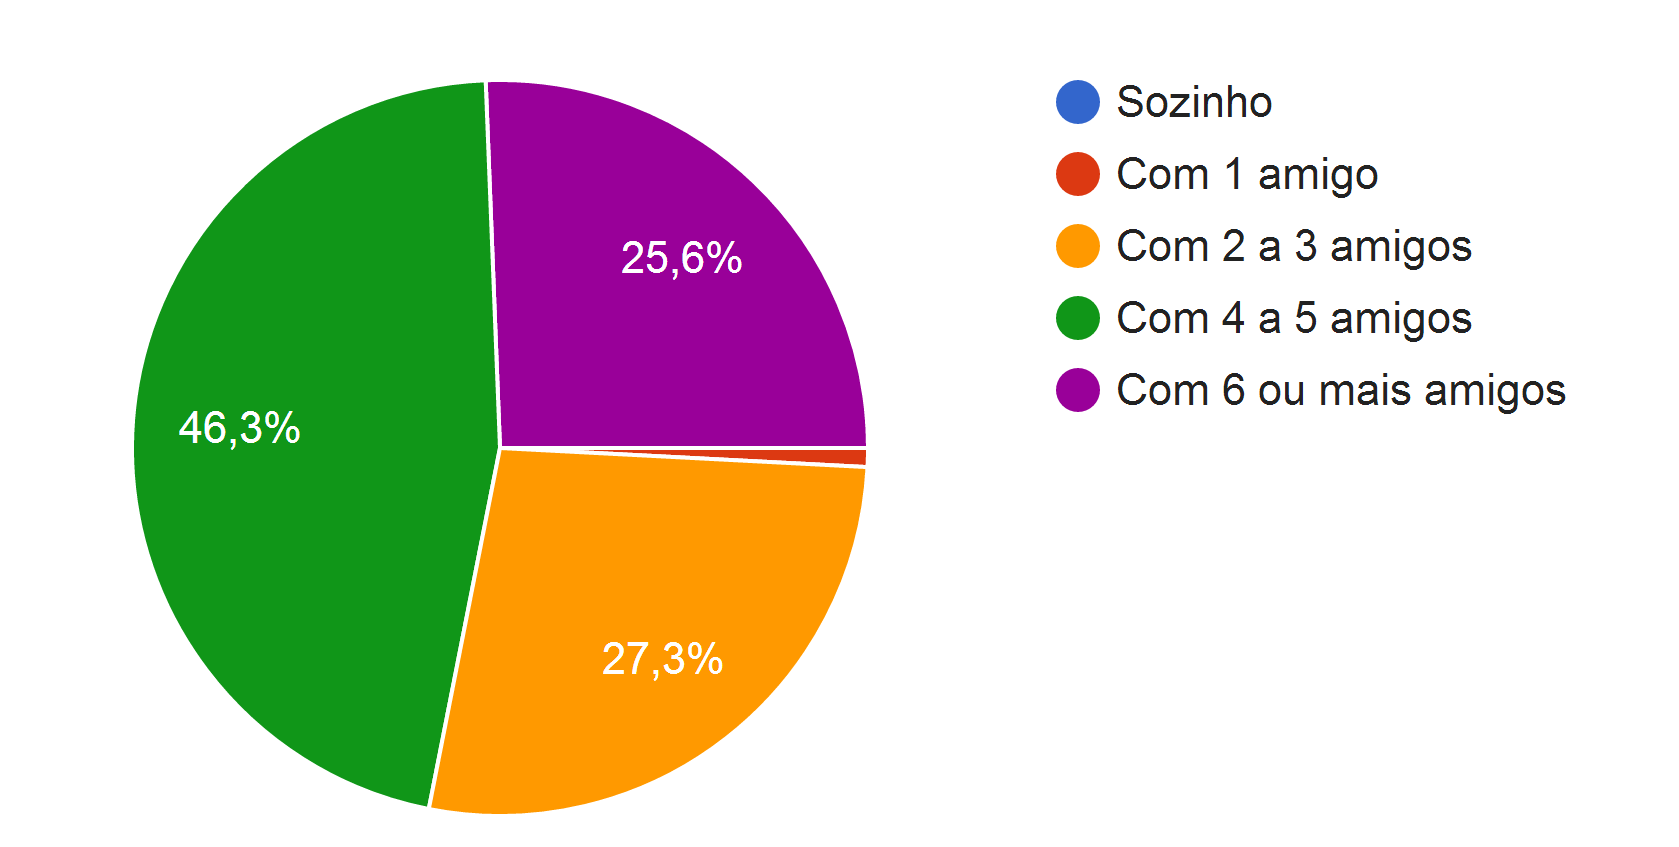 Sozinho
Com 1 amigo
Com 2 a 3 amigos
Com 4 a 5 amigos
Com 6 ou mais amigos
25,6%
46,3%
27,3%